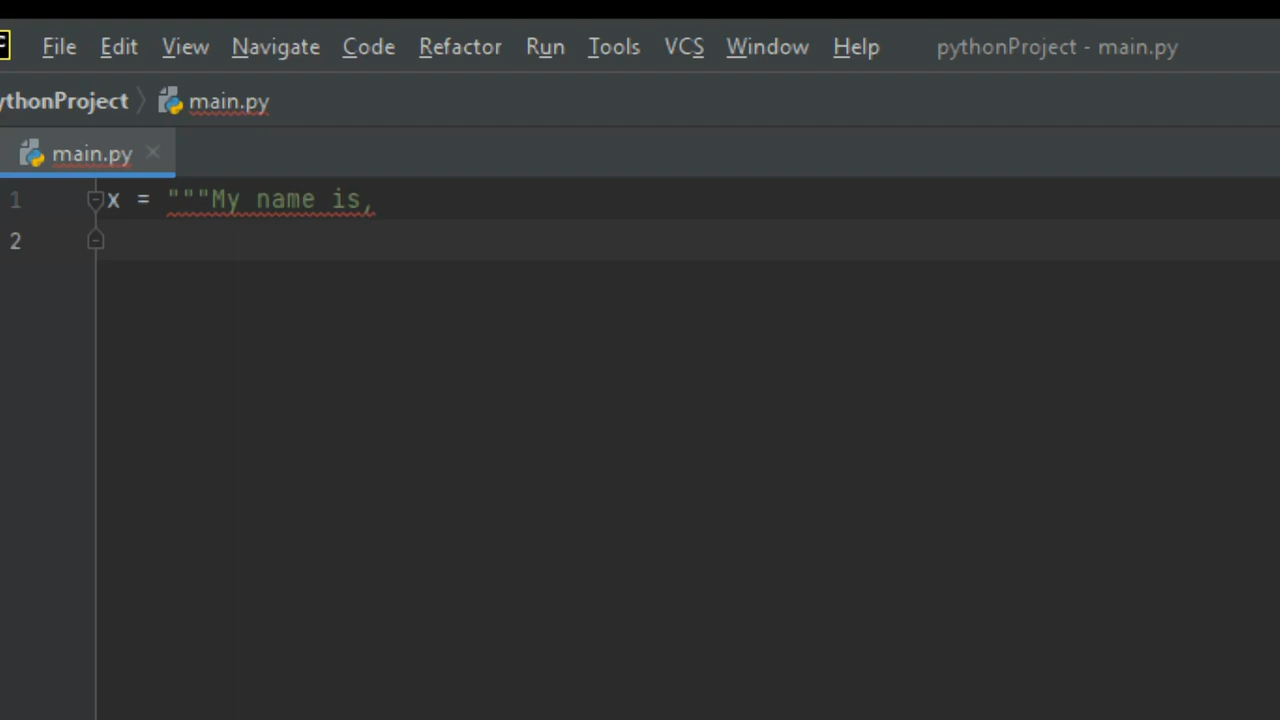 File Edit View Navigate Code Refactor Run Tools VCS Window Help pythonProject - main.py
ythonProject main.py
main.py
1 x = """My name is,
2